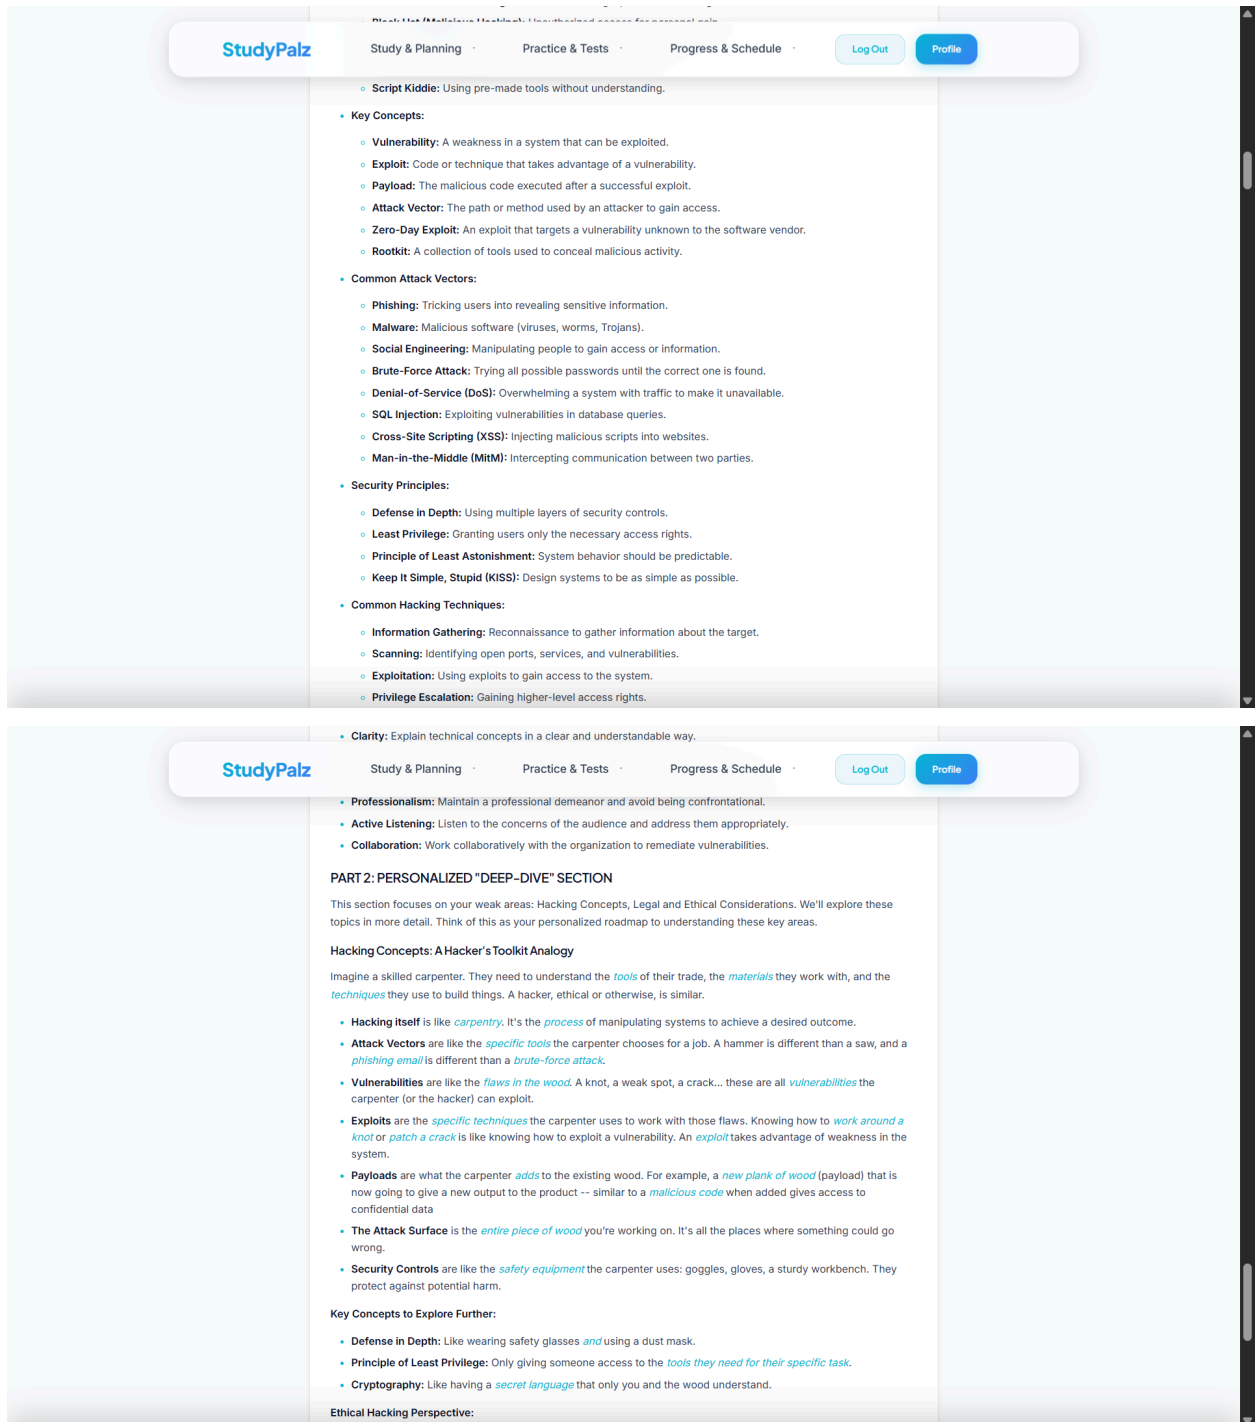 Black Hat (Malicious Hacking): Unauthorized access for personal gain.
StudyPalz
Study & Planning
Practice & Tests
Progress & Schedule
Log Out
Profile
Script Kiddie: Using pre-made tools without understanding.
Key Concepts:
Vulnerability: A weakness in a system that can be exploited.
Exploit: Code or technique that takes advantage of a vulnerability.
Payload: The malicious code executed after a successful exploit.
Attack Vector: The path or method used by an attacker to gain access.
Zero-Day Exploit: An exploit that targets a vulnerability unknown to the software vendor.
Rootkit: A collection of tools used to conceal malicious activity.
Common Attack Vectors:
Phishing: Tricking users into revealing sensitive information.
Malware: Malicious software (viruses, worms, Trojans).
Social Engineering: Manipulating people to gain access or information.
Brute-Force Attack: Trying all possible passwords until the correct one is found.
Denial-of-Service (DoS): Overwhelming a system with traffic to make it unavailable.
SQL Injection: Exploiting vulnerabilities in database queries.
Cross-Site Scripting (XSS): Injecting malicious scripts into websites.
Man-in-the-Middle (MitM): Intercepting communication between two parties.
Security Principles:
Defense in Depth: Using multiple layers of security controls.
Least Privilege: Granting users only the necessary access rights.
Principle of Least Astonishment: System behavior should be predictable.
Keep It Simple, Stupid (KISS): Design systems to be as simple as possible.
Common Hacking Techniques:
Information Gathering: Reconnaissance to gather information about the target.
Scanning: Identifying open ports, services, and vulnerabilities.
Exploitation: Using exploits to gain access to the system.
Privilege Escalation: Gaining higher-level access rights.
Clarity: Explain technical concepts in a clear and understandable way.
StudyPalz
Study & Planning
Practice & Tests
Progress & Schedule
Log Out
Profile
Professionalism: Maintain a professional demeanor and avoid being confrontational.
Active Listening: Listen to the concerns of the audience and address them appropriately.
Collaboration: Work collaboratively with the organization to remediate vulnerabilities.
PART 2: PERSONALIZED "DEEP-DIVE" SECTION
This section focuses on your weak areas: Hacking Concepts, Legal and Ethical Considerations. We'll explore these
topics in more detail. Think of this as your personalized roadmap to understanding these key areas.
Hacking Concepts: A Hacker's Toolkit Analogy
Imagine a skilled carpenter. They need to understand the tools of their trade, the materials they work with, and the
techniques they use to build things. A hacker, ethical or otherwise, is similar.
Hacking itself is like carpentry. It's the process of manipulating systems to achieve a desired outcome.
Attack Vectors are like the specific tools the carpenter chooses for a job. A hammer is different than a saw, and a
phishing email is different than a brute-force attack.
Vulnerabilities are like the flaws in the wood. A knot, a weak spot, a crack... these are all vulnerabilities the
carpenter (or the hacker) can exploit.
Exploits are the specific techniques the carpenter uses to work with those flaws. Knowing how to work around a
knot or patch a crack is like knowing how to exploit a vulnerability. An exploit takes advantage of weakness in the
system.
Payloads are what the carpenter adds to the existing wood. For example, a new plank of wood (payload) that is
now going to give a new output to the product -- similar to a malicious code when added gives access to
confidential data
The Attack Surface is the entire piece of wood you're working on. It's all the places where something could go
wrong.
Security Controls are like the safety equipment the carpenter uses: goggles, gloves, a sturdy workbench. They
protect against potential harm.
Key Concepts to Explore Further:
Defense in Depth: Like wearing safety glasses and using a dust mask.
Principle of Least Privilege: Only giving someone access to the tools they need for their specific task.
Cryptography: Like having a secret language that only you and the wood understand.
Ethical Hacking Perspective: